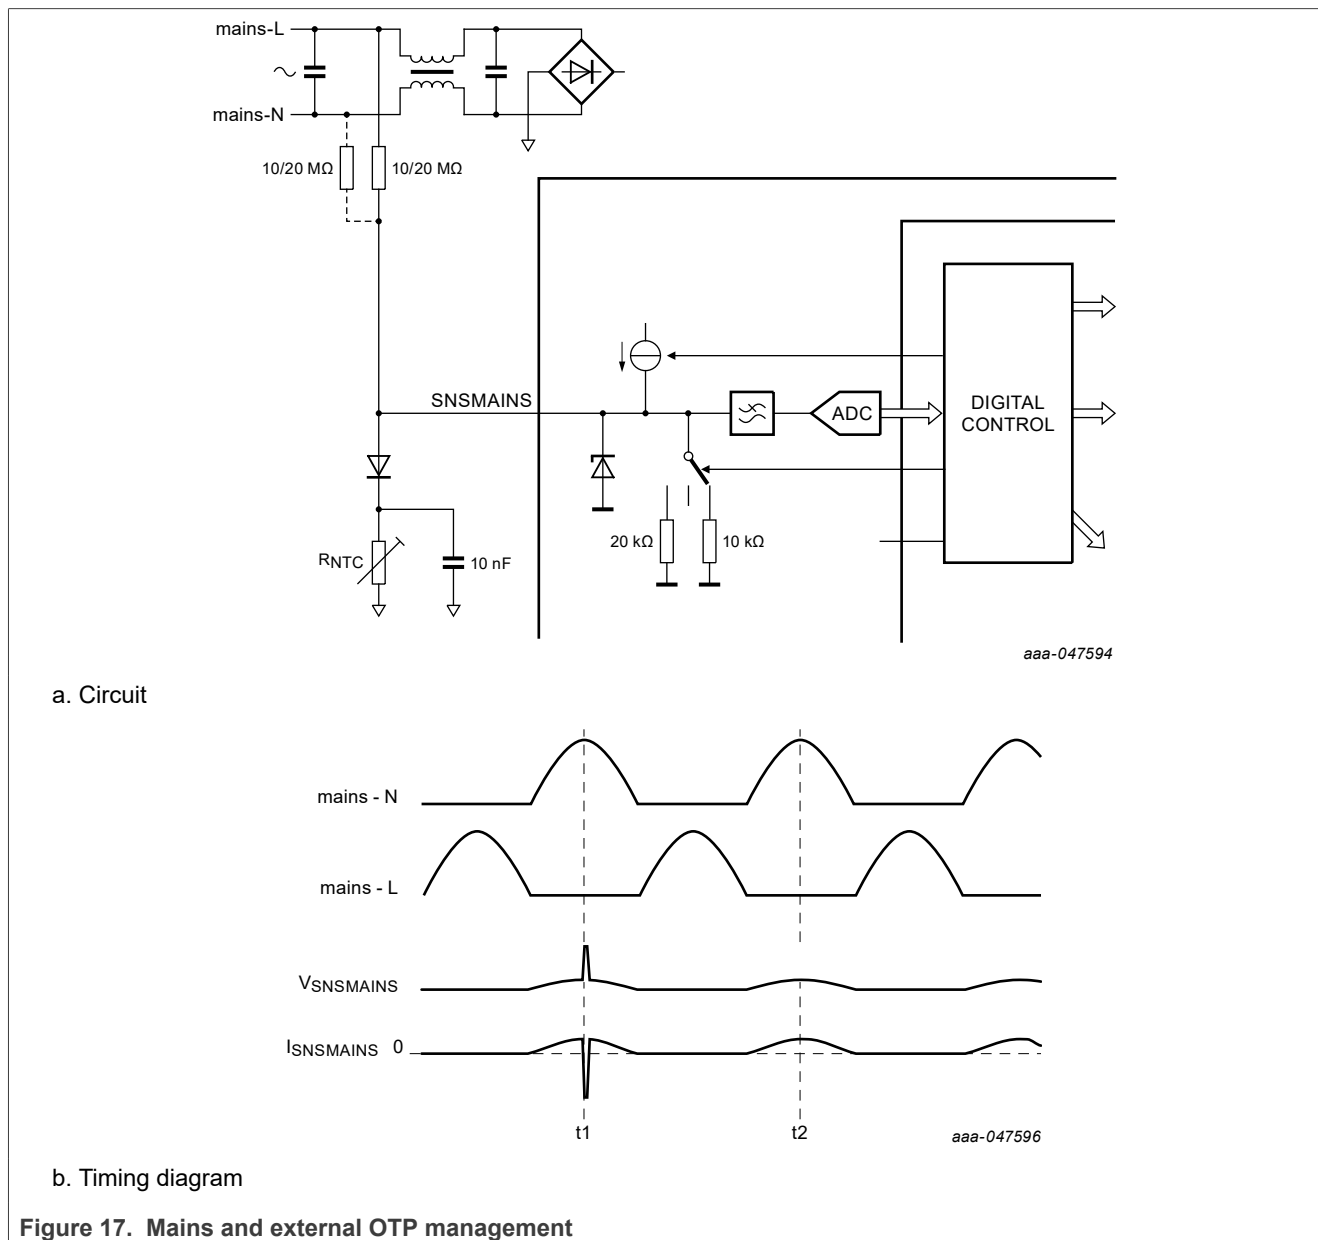 mains-L
mains-N
10/20 MΩ
10/20 MΩ
SNSMAINS
ADC
DIGITAL
CONTROL
20 kΩ
10 kΩ
RNTC
10 nF
aaa-047594
a. Circuit
mains - N
mains - L
VSNSMAINS
ISNSMAINS 0
t1
t2
aaa-047596
b. Timing diagram
Figure 17. Mains and external OTP management